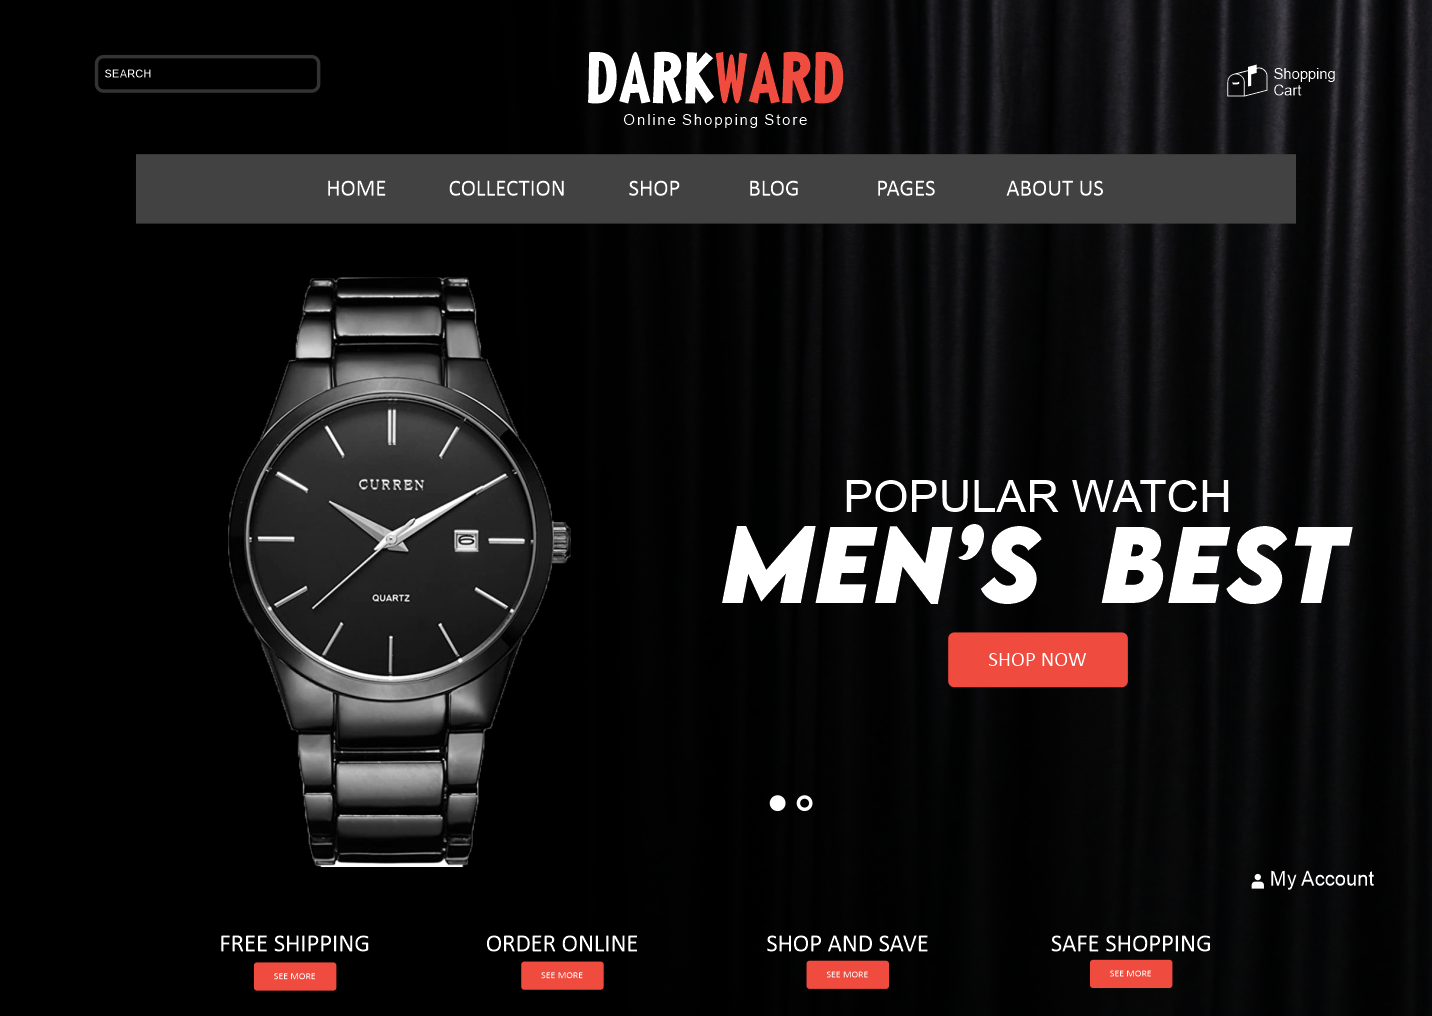 SEARCH
DARKWARD
Online Shopping Store
Shopping
Cart
HOME COLLECTION SHOP BLOG PAGES ABOUT US
CURREN
6
QUARTZ
POPULAR WATCH
MEN’S BEST
SHOP NOW
My Account
FREE SHIPPING ORDER ONLINE SHOP AND SAVE SAFE SHOPPING
SEE MORE SEE MORE SEE MORE SEE MORE